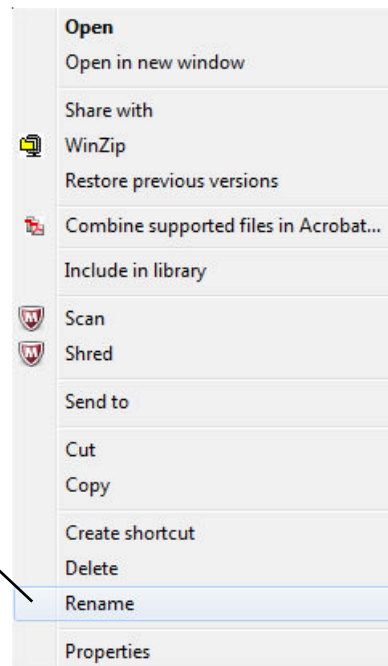 Open
Open in new window
Share with
WinZip
Restore previous versions
Combine supported files in Acrobat...
Include in library
Scan
Shred
Send to
Cut
Copy
Create shortcut
Delete
Rename
Properties